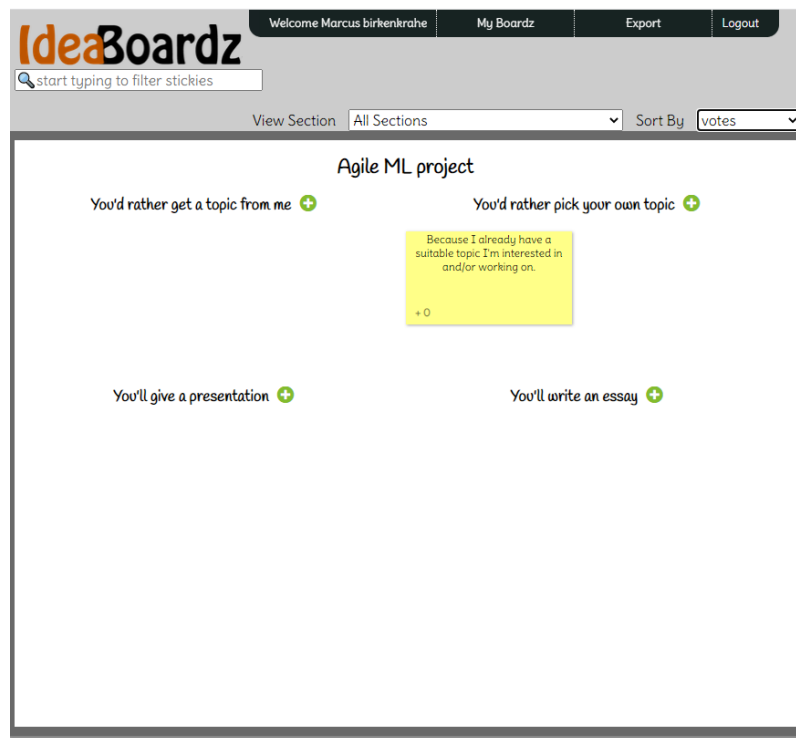 Welcome Marcus birkenkrahe My Boardz Export Logout
IdeaBoardz
start typing to filter stickies
View Section All Sections Sort By votes
Agile ML project
You'd rather get a topic from me You'd rather pick your own topic
Because I already have a
suitable topic I'm interested in
and/or working on.
+ 0
You'll give a presentation You'll write an essay